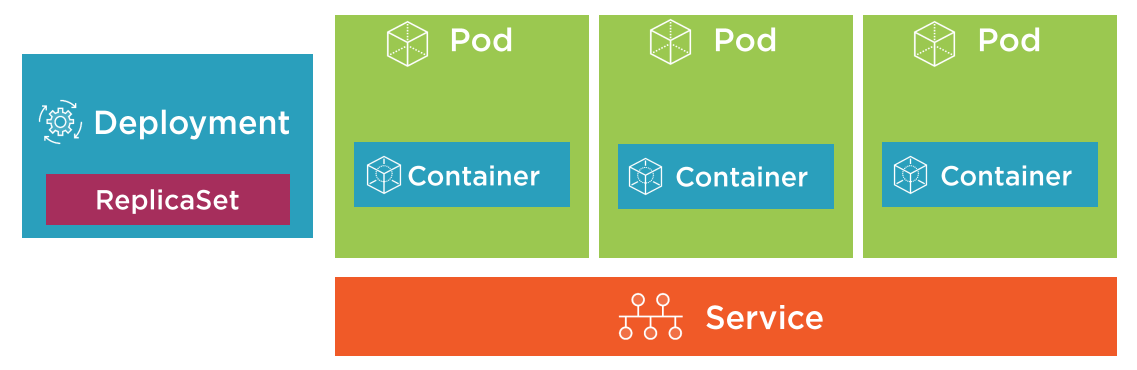 Deployment
ReplicaSet
Pod
Container
Pod
Container
Pod
Container
Service